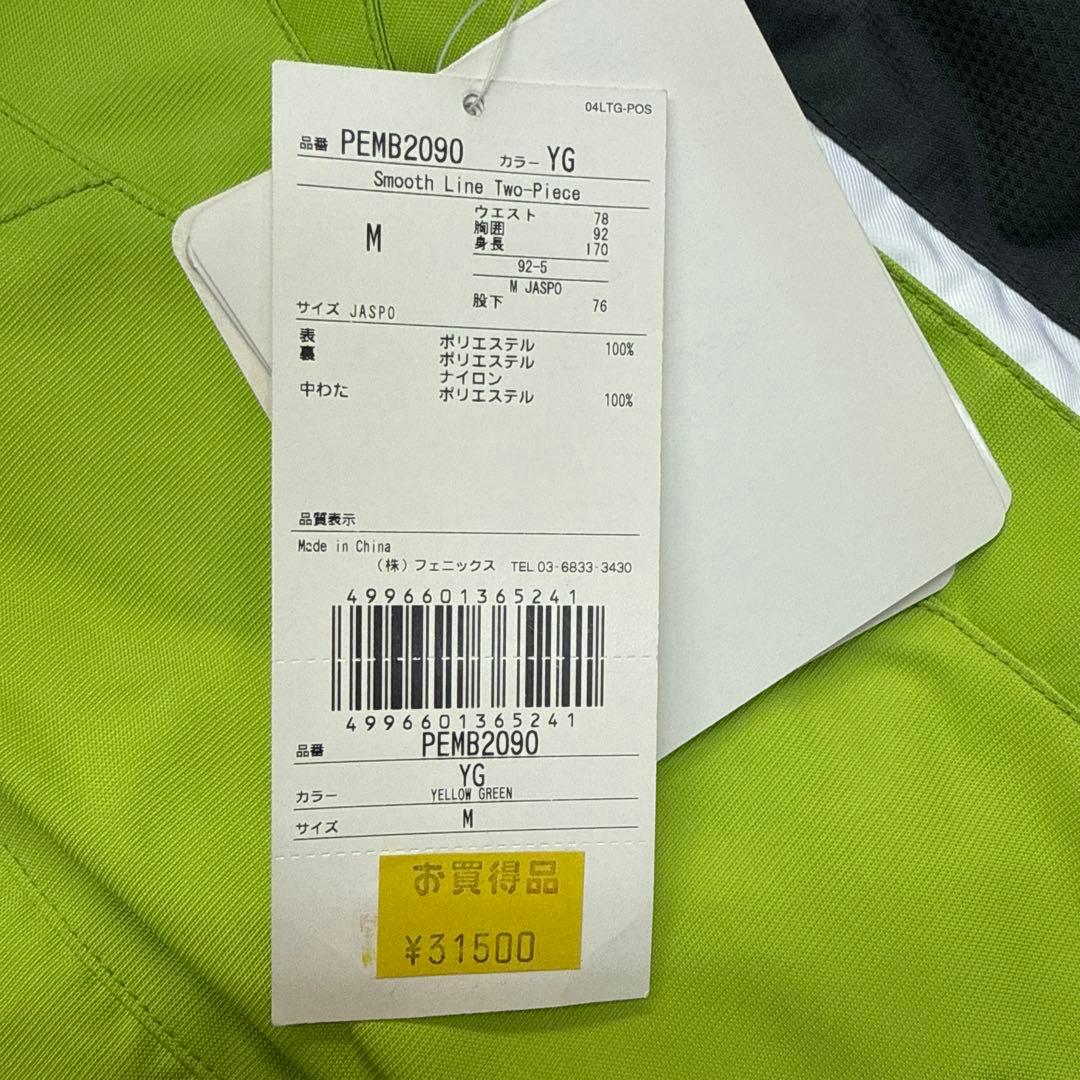 04LTG-POS
品番 PEMB2090 カラー YG
Smooth Line Two-Piece
M
ウエスト 78
胸囲 92
身長 170
92-5
M JASPO
股下 76
サイズ JASPO
表 ポリエステル 100%
裏 ポリエステル
ナイロン
中わた ポリエステル 100%
品質表示
Made in China
(株)フェニックス TEL 03-6833-3430
4996601365241
4996601365241
品番 PEMB2090
YG
カラー YELLOW GREEN
サイズ M
お買得品
¥31500